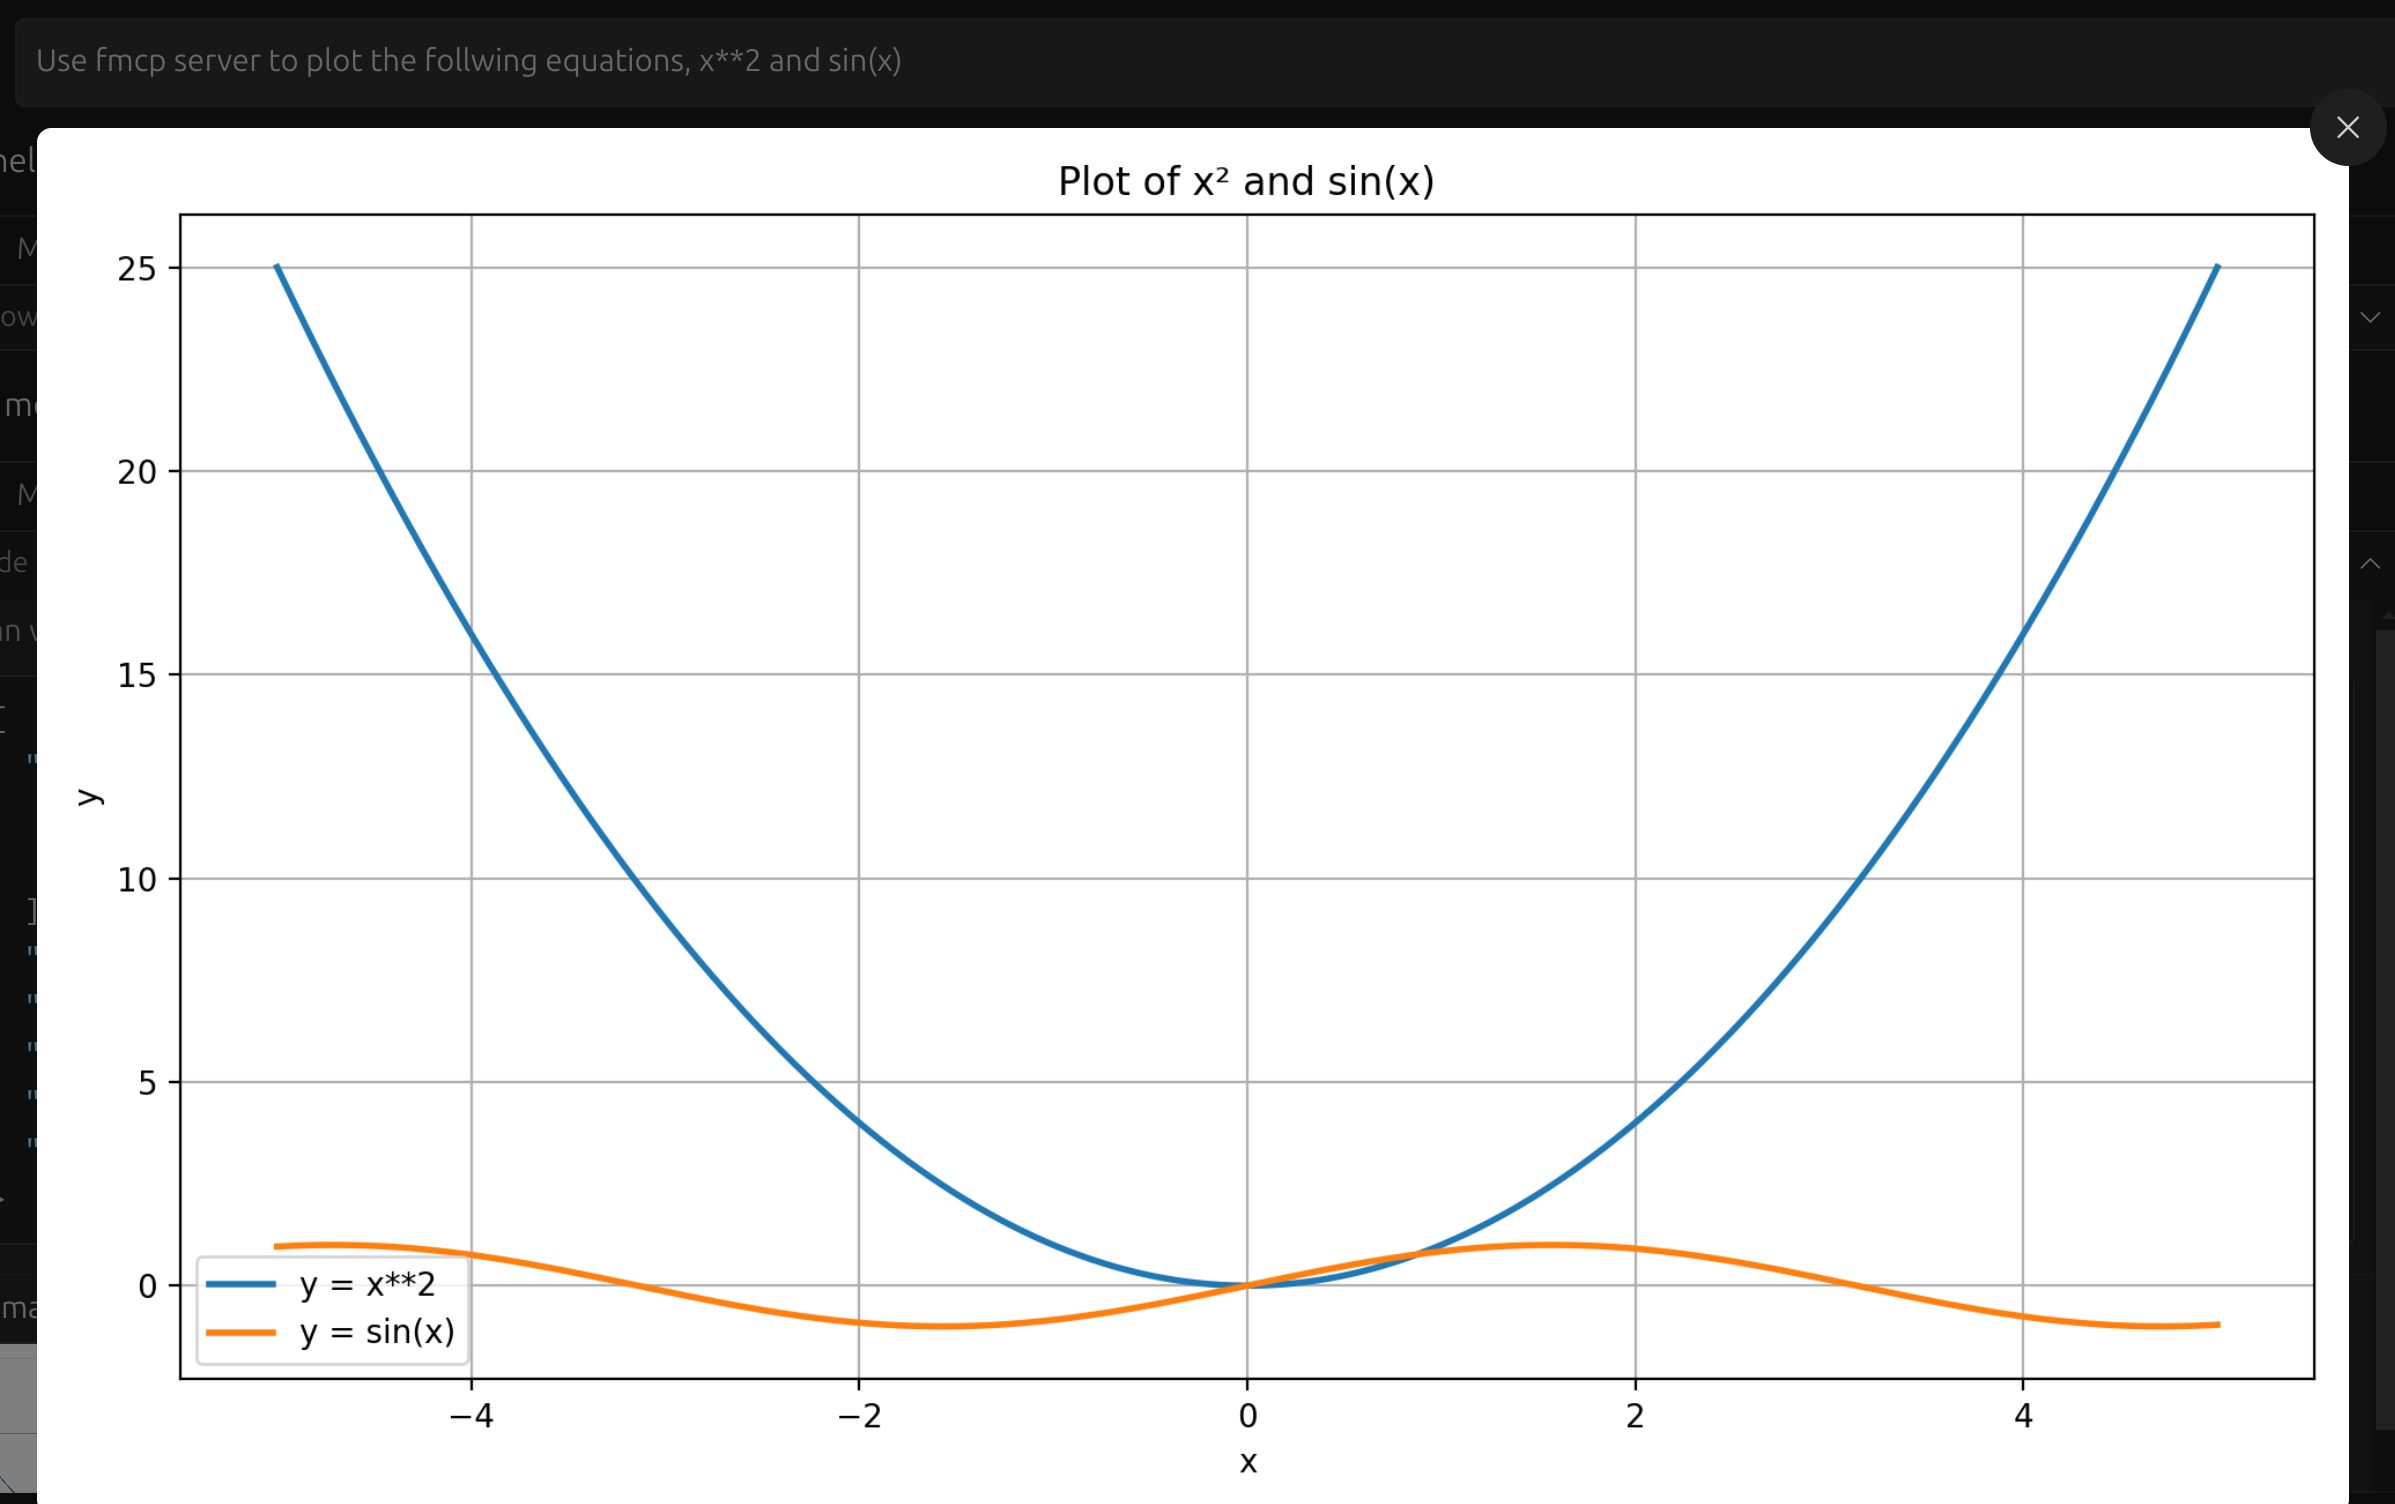 Use fmcp server to plot the follwing equations, x**2 and sin(x)
Plot of x² and sin(x)
25
20
15
10
5
0
y
y = x**2
y = sin(x)
−4
−2
0
2
4
x